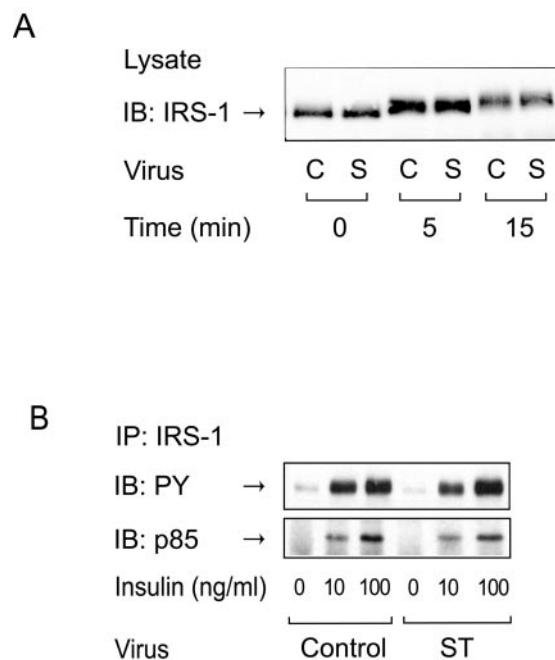 A
Lysate
IB: IRS-1 →
Virus C S C S C S
Time (min) 0 5 15
B
IP: IRS-1
IB: PY →
IB: p85 →
Insulin (ng/ml) 0 10 100 0 10 100
Virus Control ST